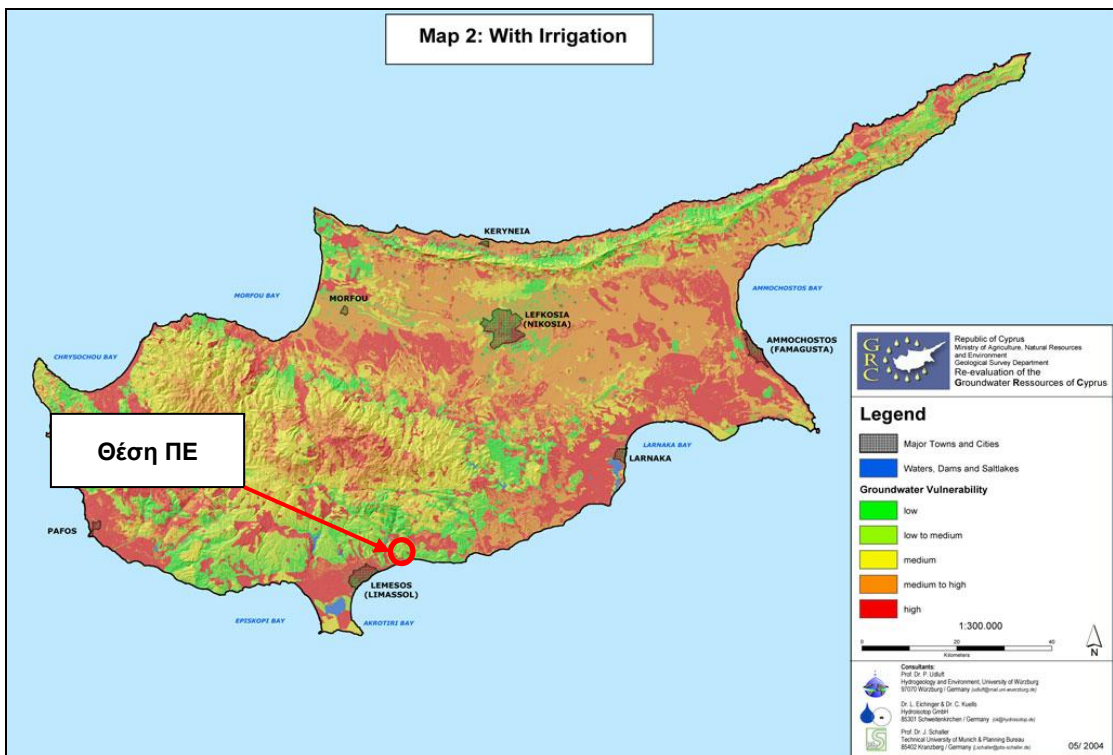 Map 2: With Irrigation
KERYNEIA
MORFOU BAY
MORFOU
LEFKOSIA
(NIKOSIA)
AMMOCHOSTOS BAY
AMMOCHOSTOS
(FAMAGUSTA)
CHRYSOCHOU BAY
Θέση ΠΕ
LARNAKA BAY
LARNAKA
PAFOS
LEMESOS
(LIMASSOL)
EPISKOPI BAY
AKROTIRI BAY
GRC
Republic of Cyprus
Ministry of Agriculture, Natural Resources
and Environment
Geological Survey Department
Re-evaluation of the
Groundwater Ressources of Cyprus
Legend
Major Towns and Cities
Waters, Dams and Saltlakes
Groundwater Vulnerability
low
low to medium
medium
medium to high
high
1:300.000
0 20 40
Kilometers
N
Consultants:
Prof. Dr. P. Udluft
Hydrogeology and Environment, University of Würzburg
97070 Würzburg / Germany
Dr. L. Eichinger & Dr. C. Kuells
Hydroisotop GmbH
85301 Schweitenkirchen / Germany
Prof. Dr. J. Schaller
Technical University of Munich & Planning Bureau
85402 Kranzberg / Germany
05/ 2004